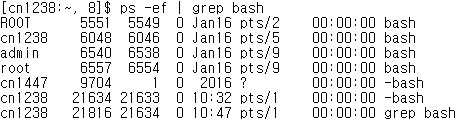 [cn1238:~, 8]$ ps -ef | grep bash
ROOT 5551 5549 0 Jan16 pts/2 00:00:00 bash
cn1238 6048 6046 0 Jan16 pts/5 00:00:00 bash
admin 6540 6538 0 Jan16 pts/9 00:00:00 bash
root 6557 6554 0 Jan16 pts/9 00:00:00 bash
cn1447 9704 1 0 2016 ? 00:00:00 -bash
cn1238 21634 21633 0 10:32 pts/1 00:00:00 -bash
cn1238 21816 21634 0 10:47 pts/1 00:00:00 grep bash